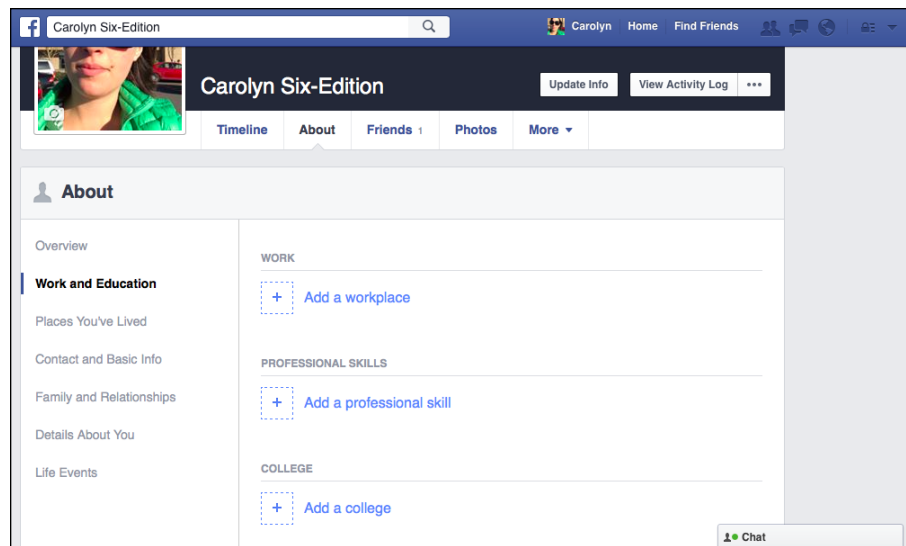 f Carolyn Six-Edition Carolyn Home Find Friends
Carolyn Six-Edition Update Info View Activity Log •••
Timeline About Friends 1 Photos More
About
Overview
Work and Education
Places You've Lived
Contact and Basic Info
Family and Relationships
Details About You
Life Events
WORK
+ Add a workplace
PROFESSIONAL SKILLS
+ Add a professional skill
COLLEGE
+ Add a college
Chat